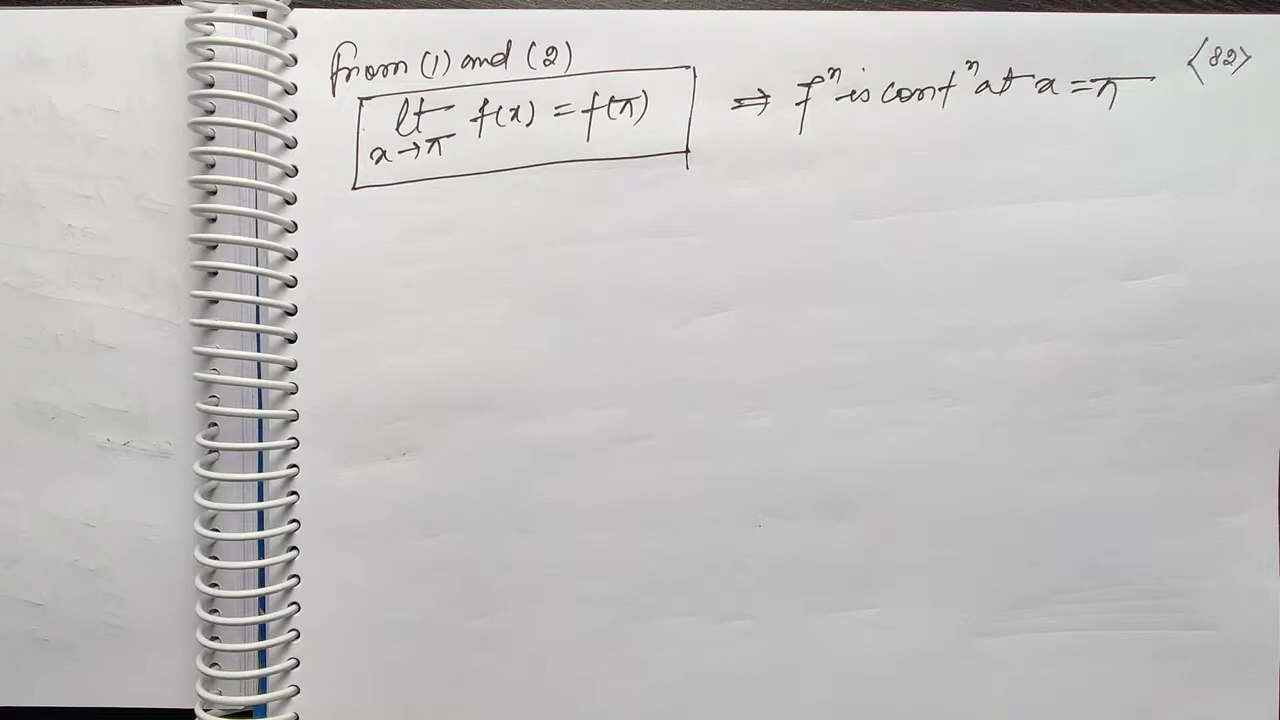 from (1) and (2)
lt f(x) = f(π) ⇒ fⁿ is contⁿ at x = π
x→π
⟨82⟩